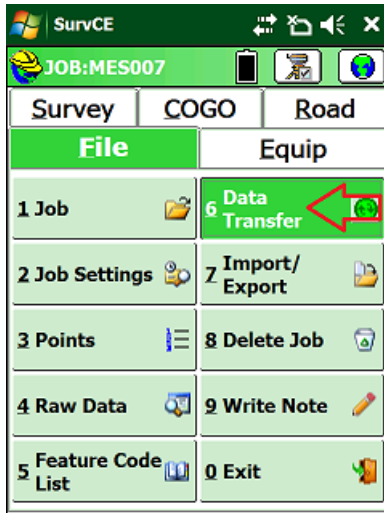 SurvCE
JOB:MES007
Survey COGO Road
File Equip
1 Job
6 Data
Transfer
2 Job Settings
7 Import/
Export
3 Points
8 Delete Job
4 Raw Data
9 Write Note
5 Feature Code
List
0 Exit